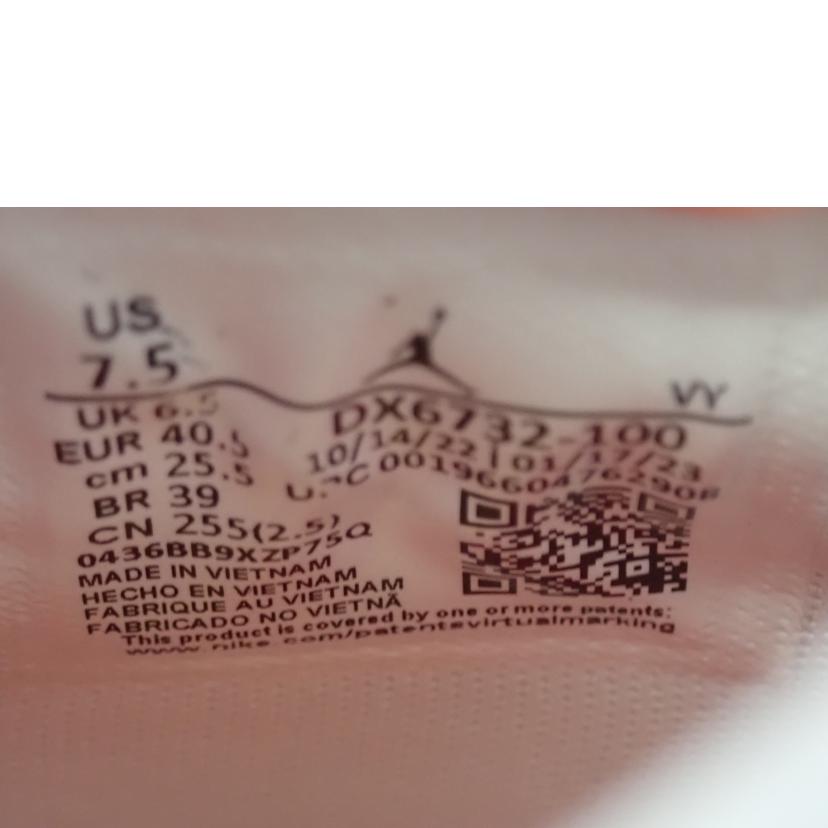 US
7.5
VY
UK 6.5
EUR 40.5
cm 25.5
BR 39
CN 255(2.5)
DX6732-100
10/14/22 | 01/17/23
0436BB9XZP75Q
MADE IN VIETNAM
HECHO EN VIETNAM
FABRIQUE AU VIETNAM
FABRICADO NO VIETNÃ
This product is covered by one or more patents:
www.nike.com/patentsvirtualmarking